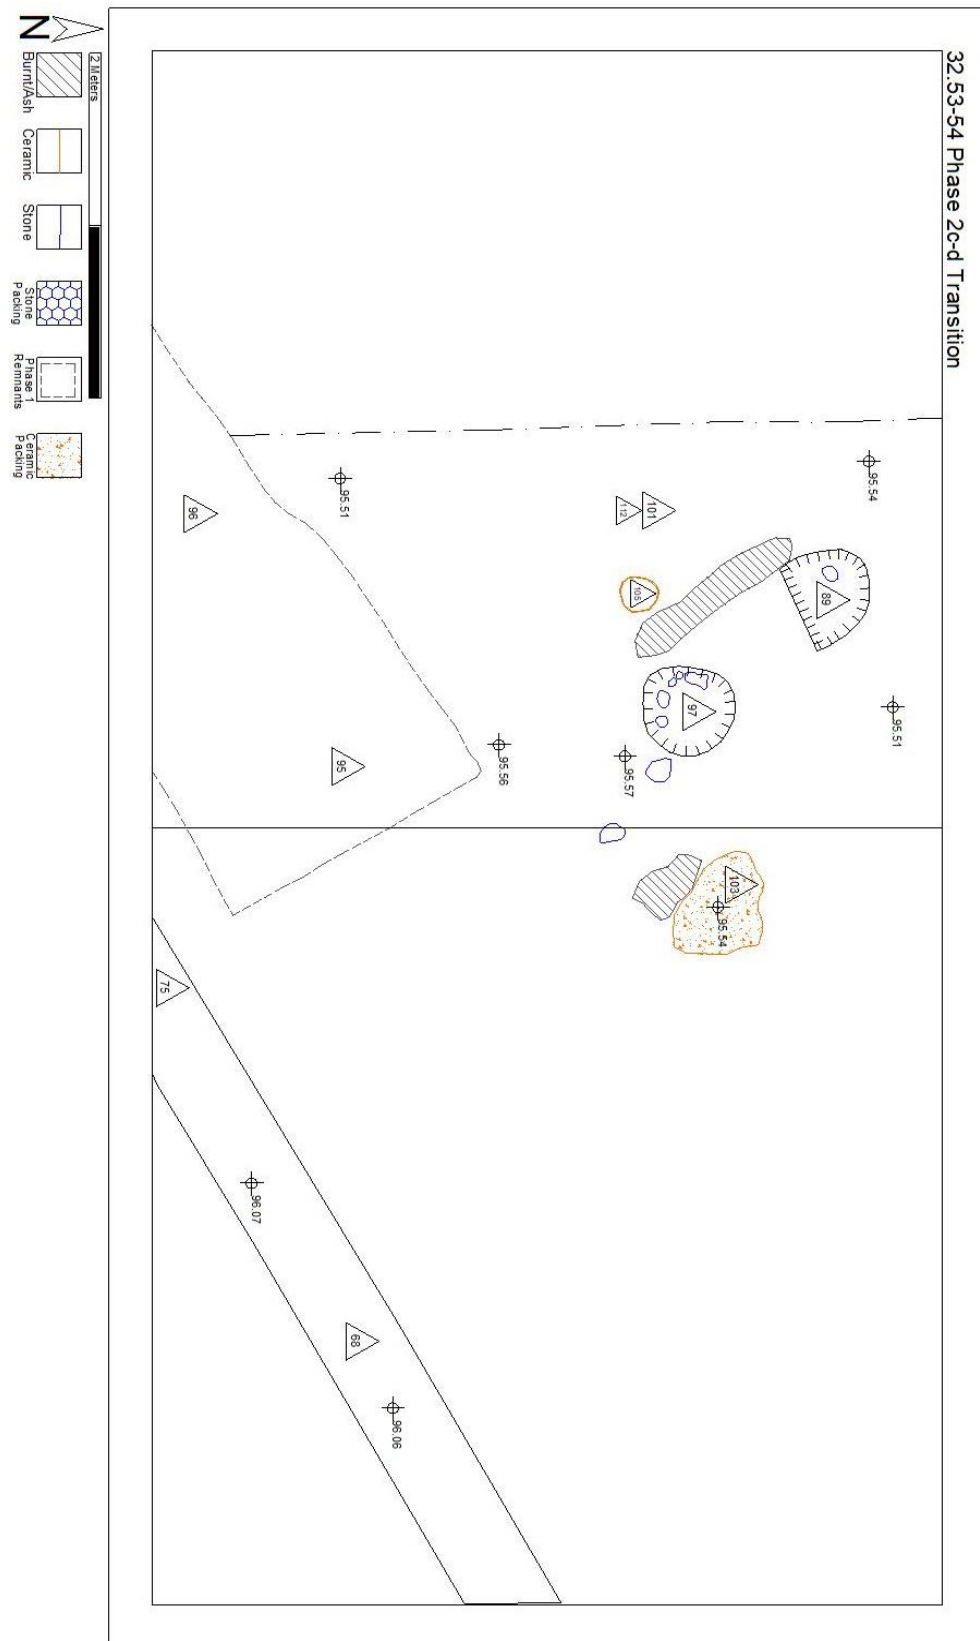 32.53-54 Phase 2c-d Transition
95.54
89
95.51
101
112
105
97
95.57
103
95.54
95.51
95.56
96
95
75
96.07
68
96.06
2 Meters
Burnt/Ash
Ceramic
Stone
Stone
Packing
Phase 1
Remnants
Ceramic
Packing
N